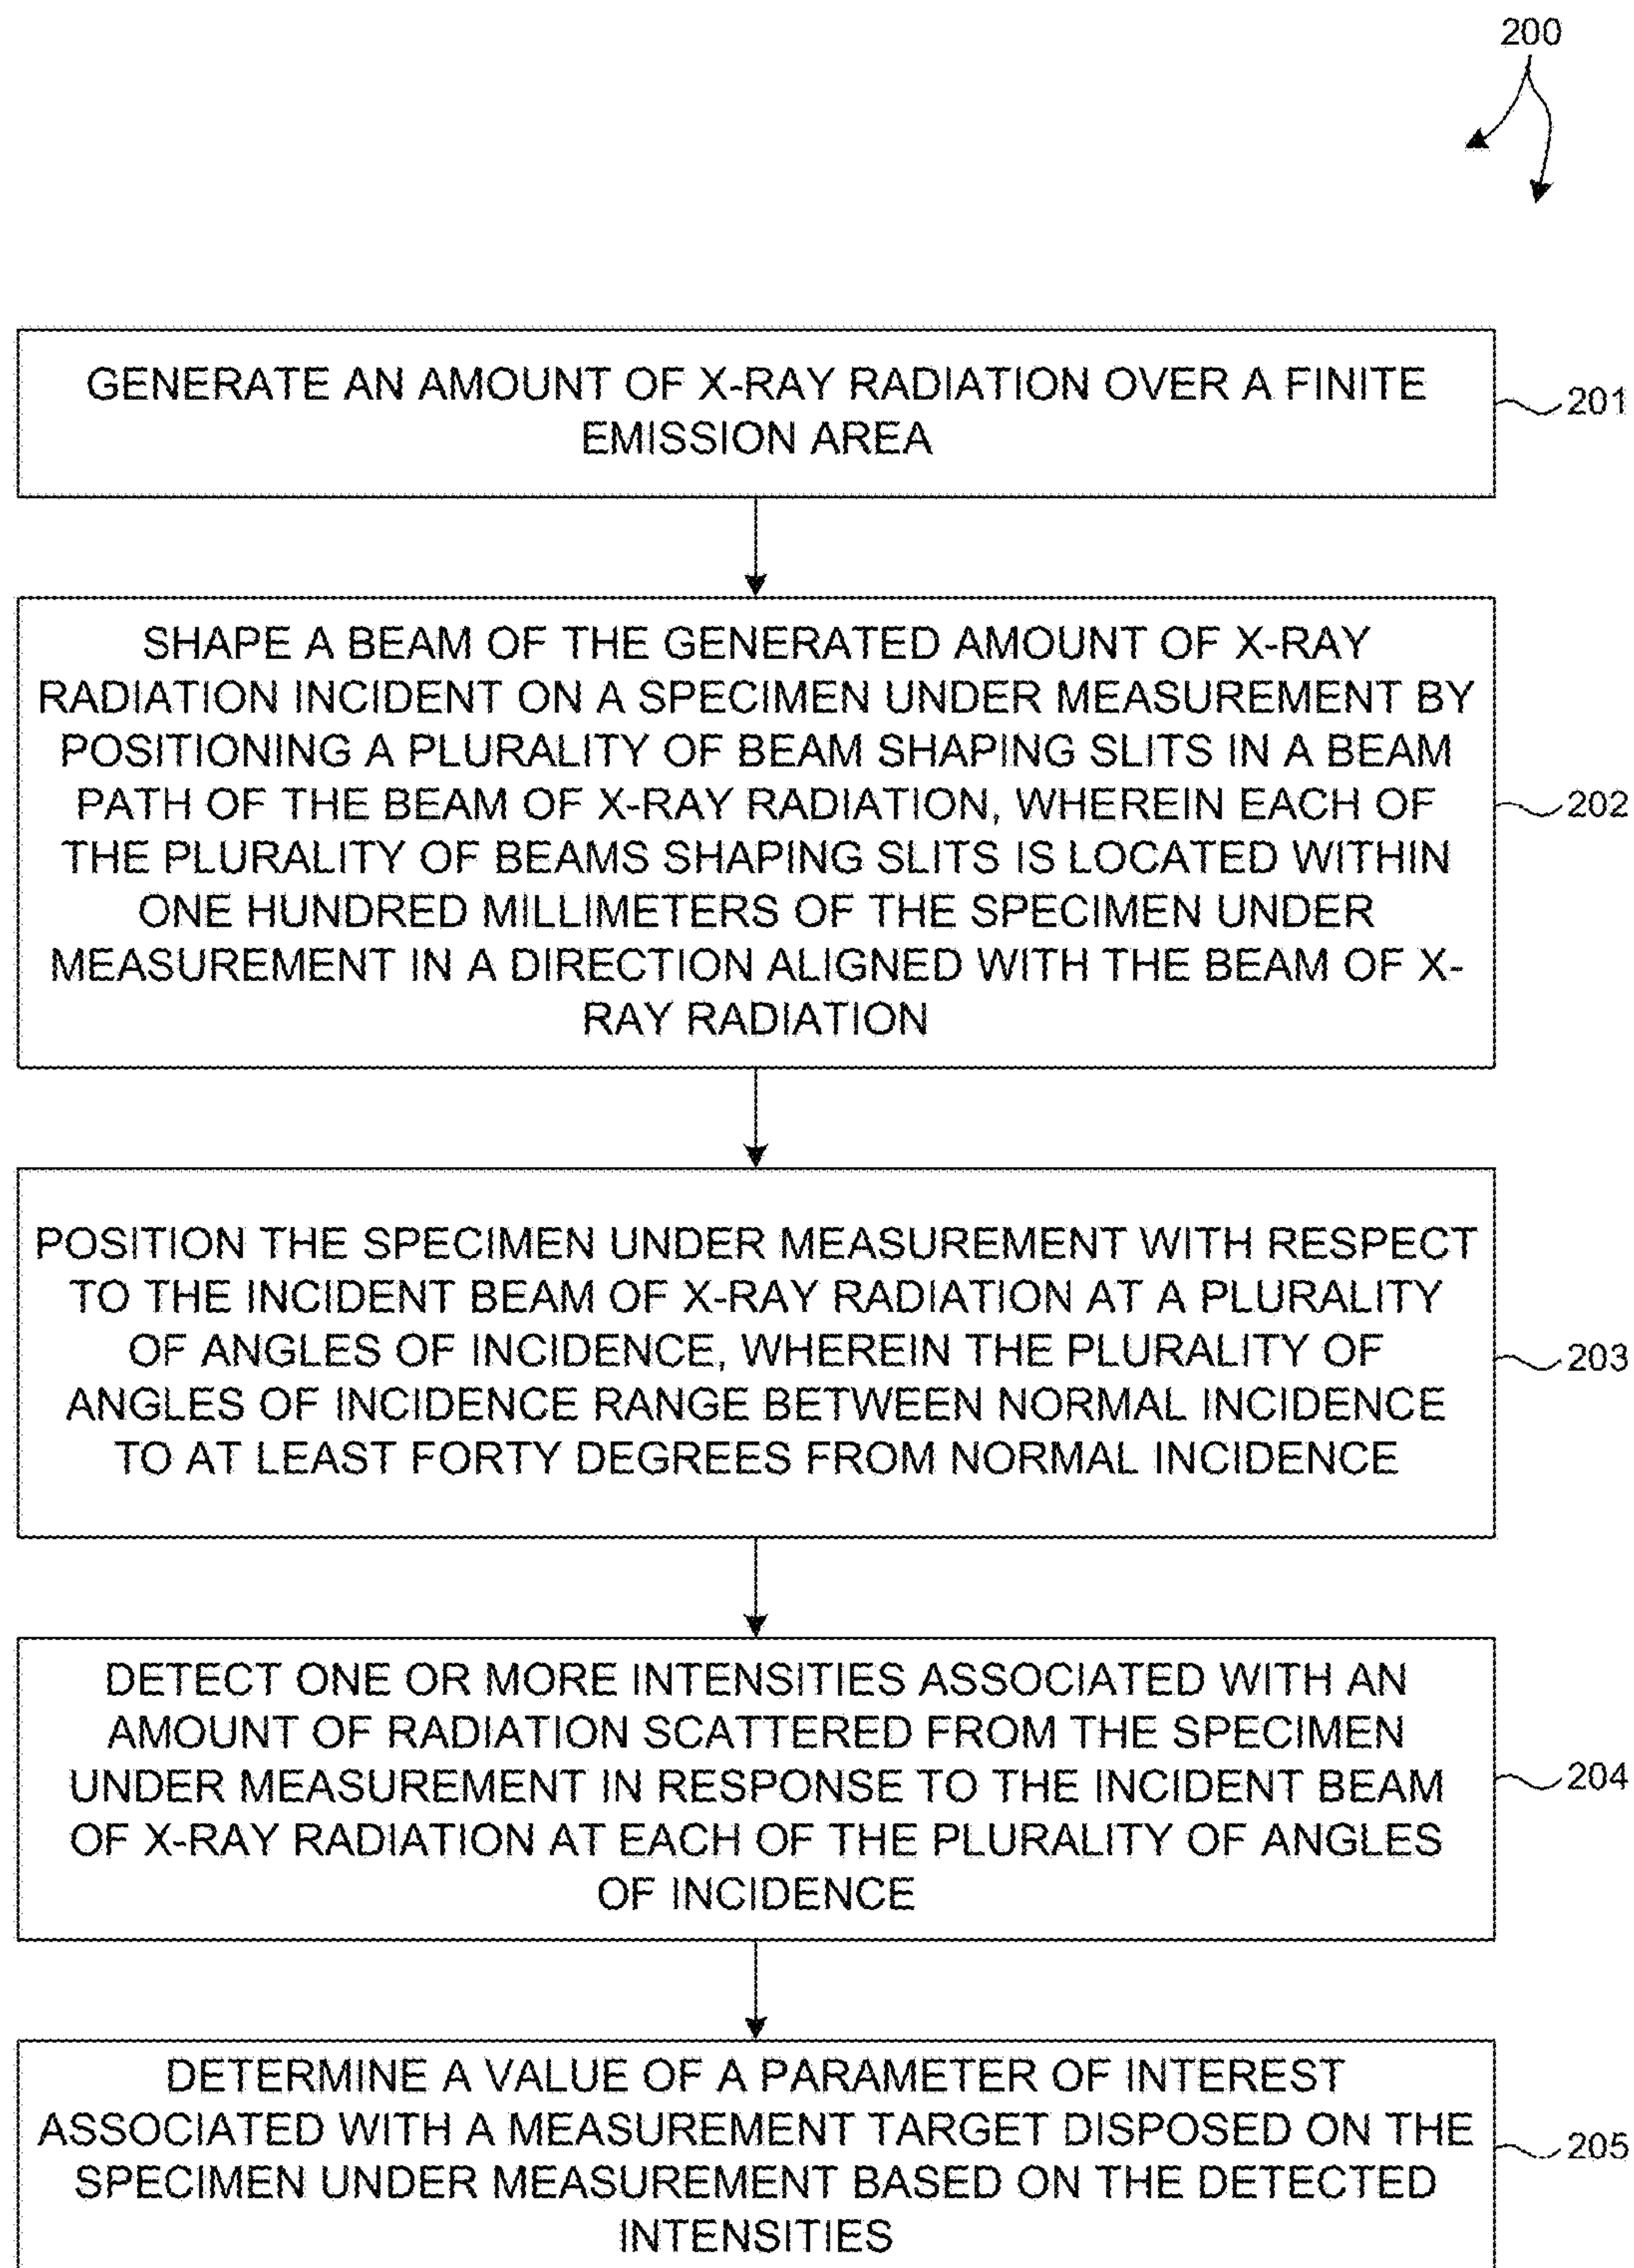 200
GENERATE AN AMOUNT OF X-RAY RADIATION OVER A FINITE
EMISSION AREA
201
SHAPE A BEAM OF THE GENERATED AMOUNT OF X-RAY
RADIATION INCIDENT ON A SPECIMEN UNDER MEASUREMENT BY
POSITIONING A PLURALITY OF BEAM SHAPING SLITS IN A BEAM
PATH OF THE BEAM OF X-RAY RADIATION, WHEREIN EACH OF
THE PLURALITY OF BEAMS SHAPING SLITS IS LOCATED WITHIN
ONE HUNDRED MILLIMETERS OF THE SPECIMEN UNDER
MEASUREMENT IN A DIRECTION ALIGNED WITH THE BEAM OF X-
RAY RADIATION
202
POSITION THE SPECIMEN UNDER MEASUREMENT WITH RESPECT
TO THE INCIDENT BEAM OF X-RAY RADIATION AT A PLURALITY
OF ANGLES OF INCIDENCE, WHEREIN THE PLURALITY OF
ANGLES OF INCIDENCE RANGE BETWEEN NORMAL INCIDENCE
TO AT LEAST FORTY DEGREES FROM NORMAL INCIDENCE
203
DETECT ONE OR MORE INTENSITIES ASSOCIATED WITH AN
AMOUNT OF RADIATION SCATTERED FROM THE SPECIMEN
UNDER MEASUREMENT IN RESPONSE TO THE INCIDENT BEAM
OF X-RAY RADIATION AT EACH OF THE PLURALITY OF ANGLES
OF INCIDENCE
204
DETERMINE A VALUE OF A PARAMETER OF INTEREST
ASSOCIATED WITH A MEASUREMENT TARGET DISPOSED ON THE
SPECIMEN UNDER MEASUREMENT BASED ON THE DETECTED
INTENSITIES
205